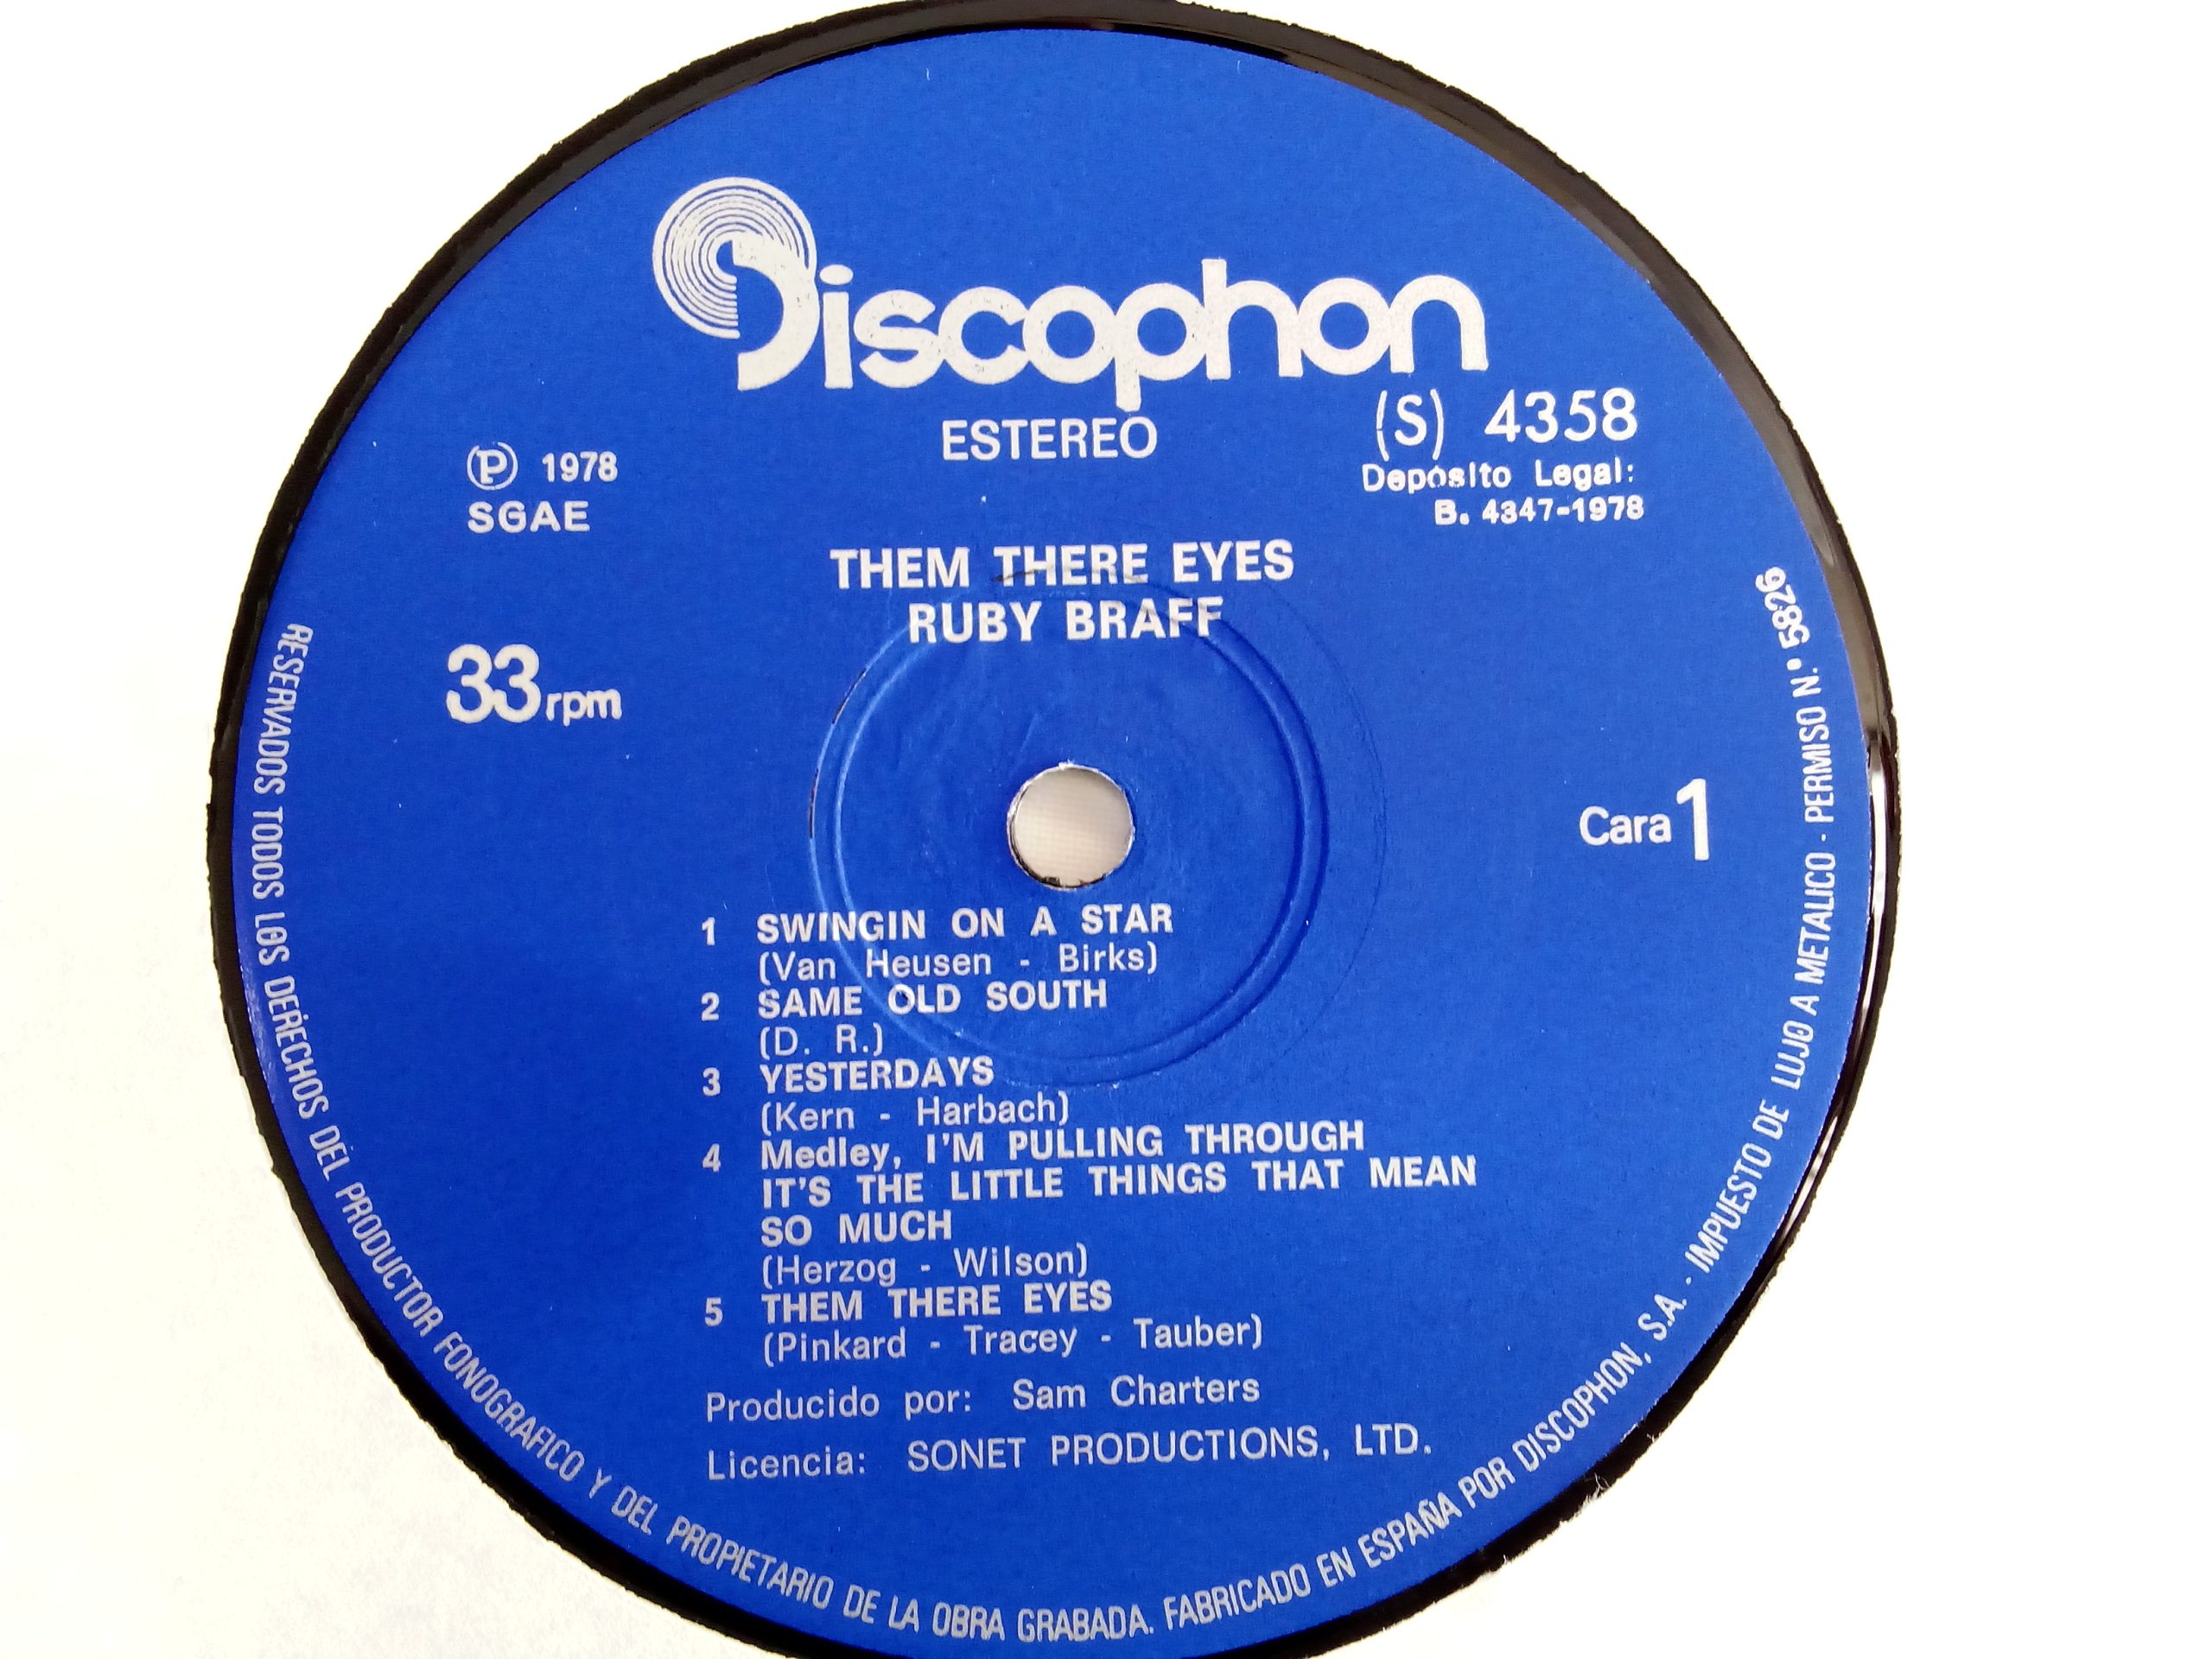 Discophon
ESTEREO
(S) 4358
Depósito Legal:
B. 4347-1978
Ⓟ 1978
SGAE
THEM THERE EYES
RUBY BRAFF
33 rpm
Cara 1
1 SWINGIN ON A STAR
(Van Heusen - Birks)
2 SAME OLD SOUTH
(D. R.)
3 YESTERDAYS
(Kern - Harbach)
4 Medley, I'M PULLING THROUGH
IT'S THE LITTLE THINGS THAT MEAN
SO MUCH
(Herzog - Wilson)
5 THEM THERE EYES
(Pinkard - Tracey - Tauber)
Producido por: Sam Charters
Licencia: SONET PRODUCTIONS, LTD.
RESERVADOS TODOS LOS DERECHOS DEL PRODUCTOR FONOGRAFICO Y DEL PROPIETARIO DE LA OBRA GRABADA. FABRICADO EN ESPAÑA POR DISCOPHON, S.A. - IMPUESTO DE LUJO A METALICO - PERMISO N.º 5826